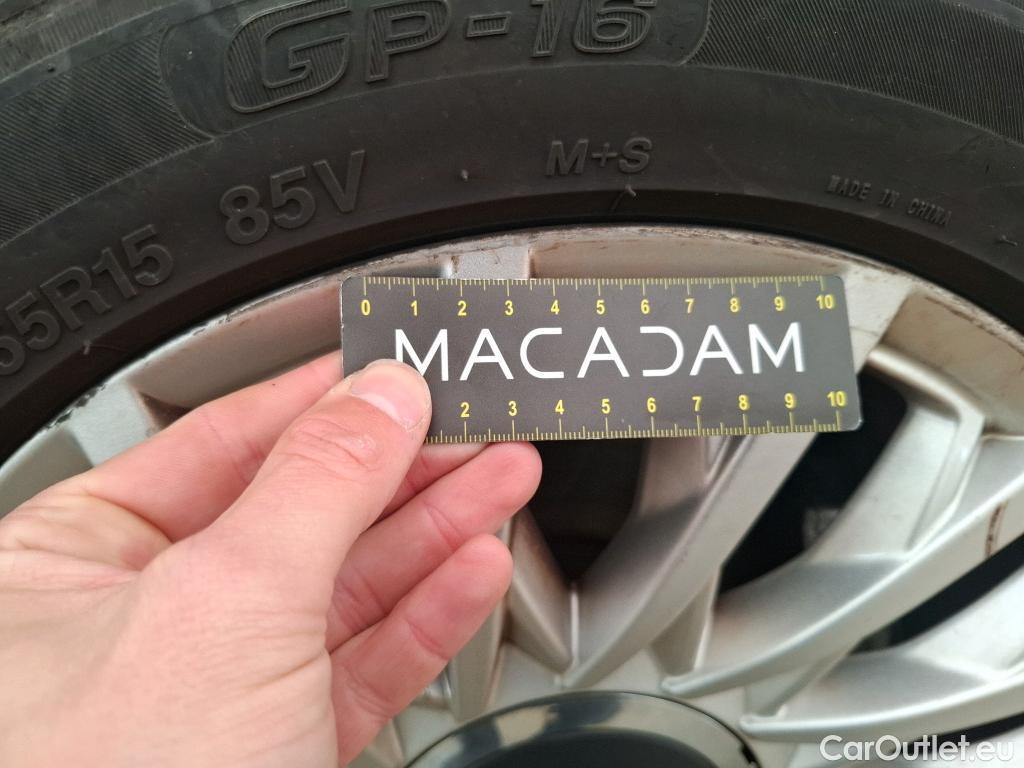 GP-16
M+S
MADE IN CHINA
55R15 85V
0 1 2 3 4 5 6 7 8 9 10
MACADAM
2 3 4 5 6 7 8 9 10
CarOutlet.eu